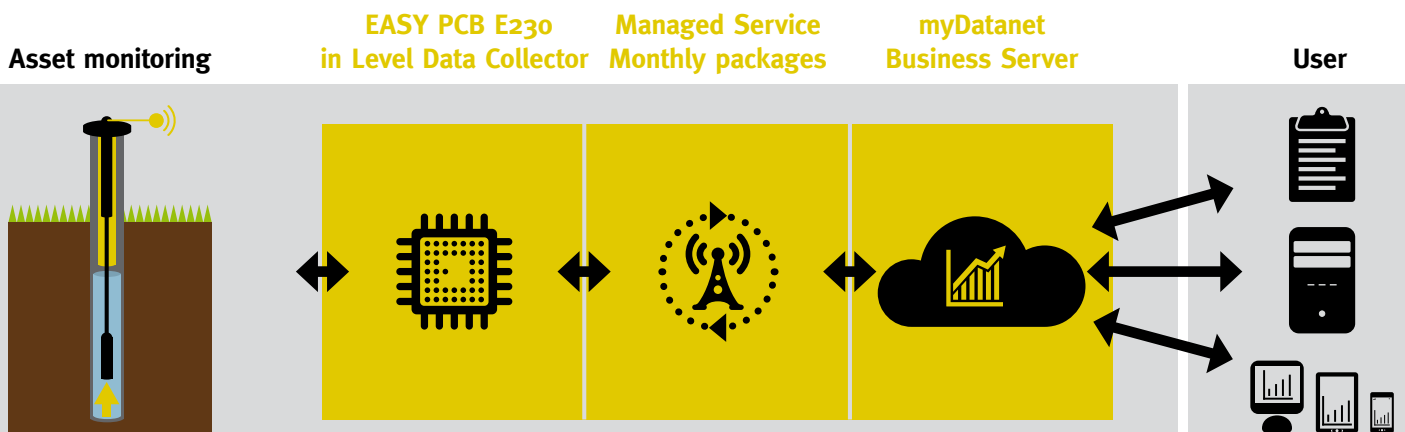 Asset monitoring
EASY PCB E230
in Level Data Collector
Managed Service
Monthly packages
myDatanet
Business Server
User